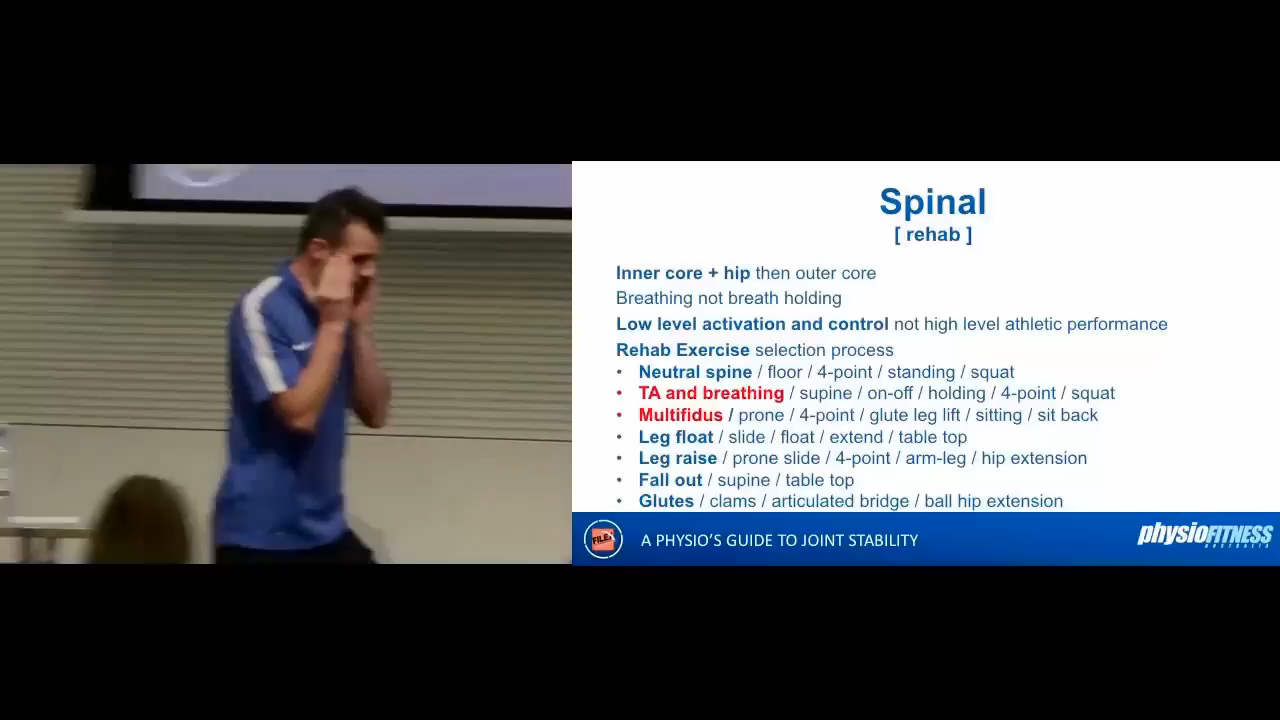 Spinal
[ rehab ]
Inner core + hip then outer core
Breathing not breath holding
Low level activation and control not high level athletic performance
Rehab Exercise selection process
• Neutral spine / floor / 4-point / standing / squat
• TA and breathing / supine / on-off / holding / 4-point / squat
• Multifidus / prone / 4-point / glute leg lift / sitting / sit back
• Leg float / slide / float / extend / table top
• Leg raise / prone slide / 4-point / arm-leg / hip extension
• Fall out / supine / table top
• Glutes / clams / articulated bridge / ball hip extension
FILEX
A PHYSIO'S GUIDE TO JOINT STABILITY
physioFITNESS
AUSTRALIA